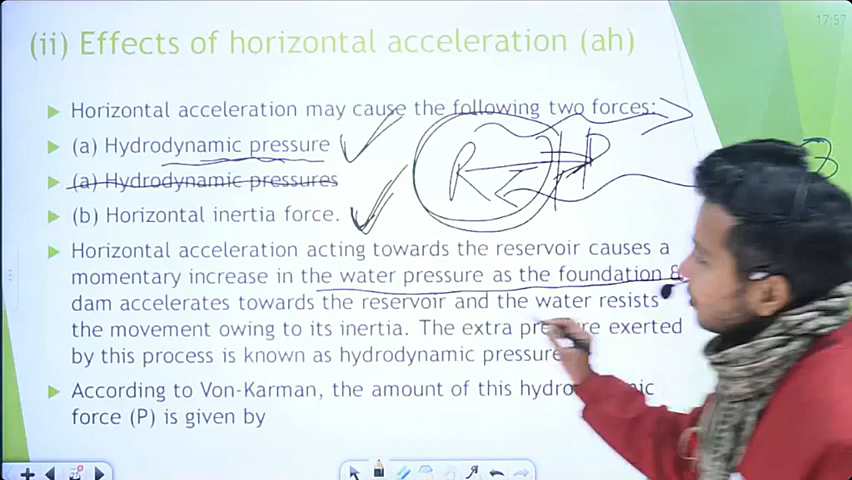 17:57
(ii) Effects of horizontal acceleration (ah)
Horizontal acceleration may cause the following two forces:
(a) Hydrodynamic pressure
(a) Hydrodynamic pressures
(b) Horizontal inertia force.
R P
Horizontal acceleration acting towards the reservoir causes a
momentary increase in the water pressure as the foundation &
dam accelerates towards the reservoir and the water resists
the movement owing to its inertia. The extra exerted
by this process is known as hydrodynamic pressure
According to Von-Karman, the amount of this
force (P) is given by